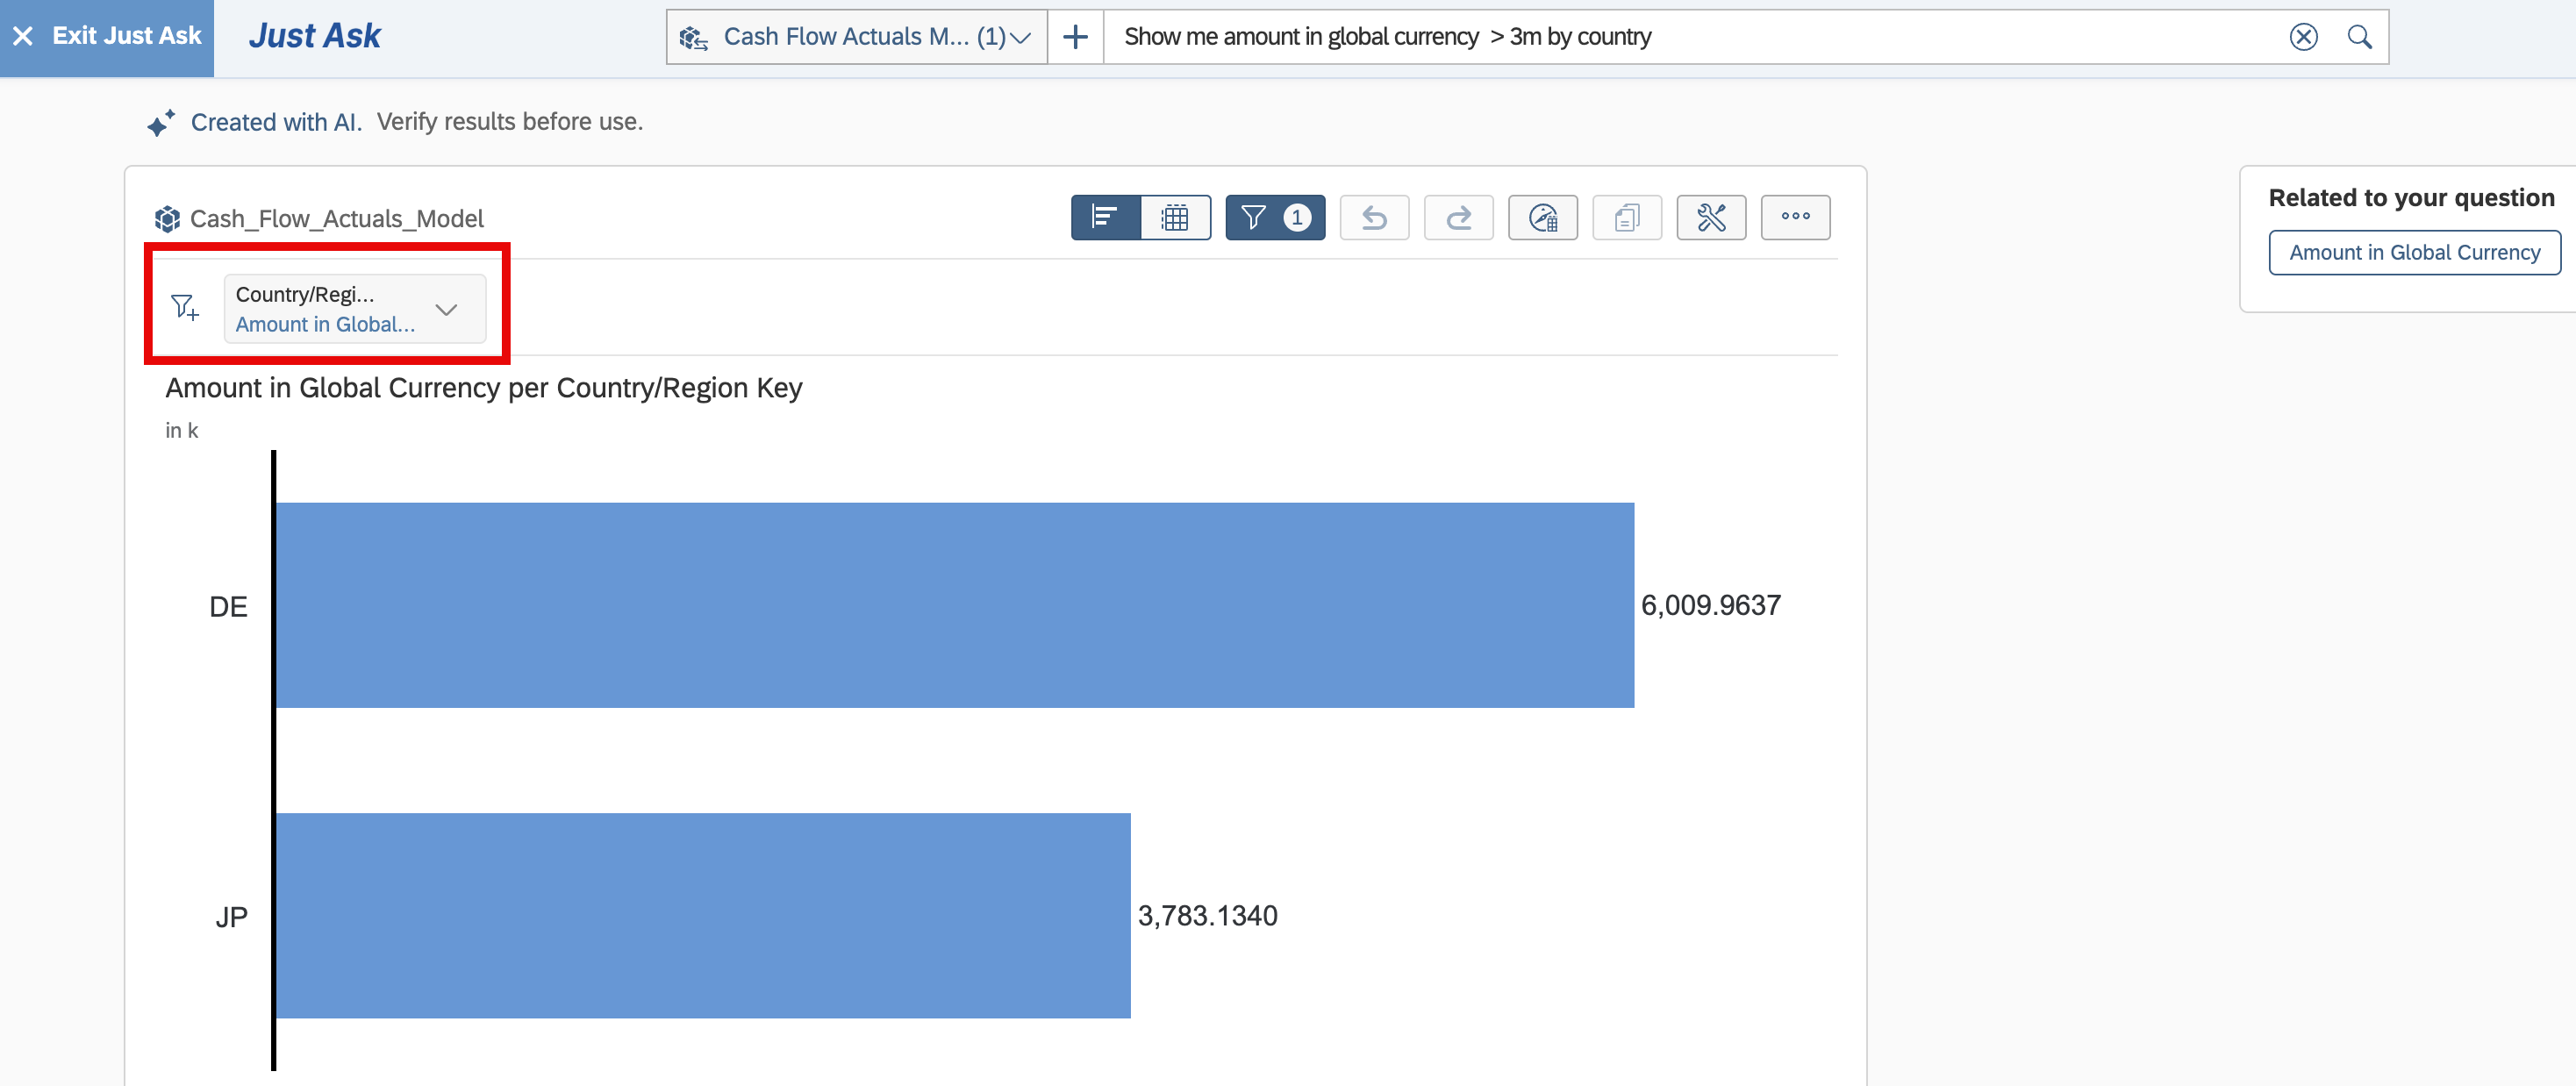 Exit Just Ask
Just Ask
Cash Flow Actuals M... (1)
Show me amount in global currency > 3m by country
Created with AI. Verify results before use.
Cash_Flow_Actuals_Model
1
Related to your question
Amount in Global Currency
Country/Regi...
Amount in Global...
Amount in Global Currency per Country/Region Key
in k
DE
6,009.9637
JP
3,783.1340